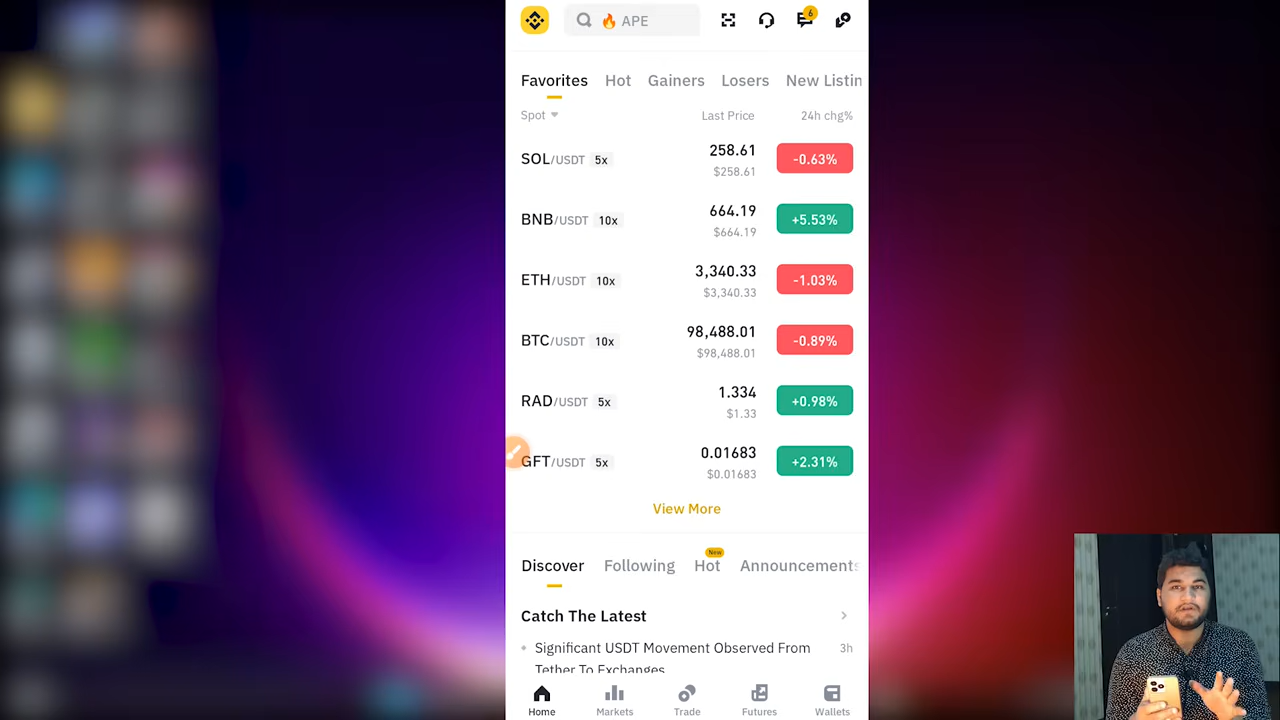 🔥 APE
6
Favorites Hot Gainers Losers New Listin
Spot Last Price 24h chg%
SOL/USDT 5x 258.61 -0.63%
$258.61
BNB/USDT 10x 664.19 +5.53%
$664.19
ETH/USDT 10x 3,340.33 -1.03%
$3,340.33
BTC/USDT 10x 98,488.01 -0.89%
$98,488.01
RAD/USDT 5x 1.334 +0.98%
$1.33
GFT/USDT 5x 0.01683 +2.31%
$0.01683
View More
New
Discover Following Hot Announcements
Catch The Latest
Significant USDT Movement Observed From 3h
Tether To Exchanges
Home Markets Trade Futures Wallets